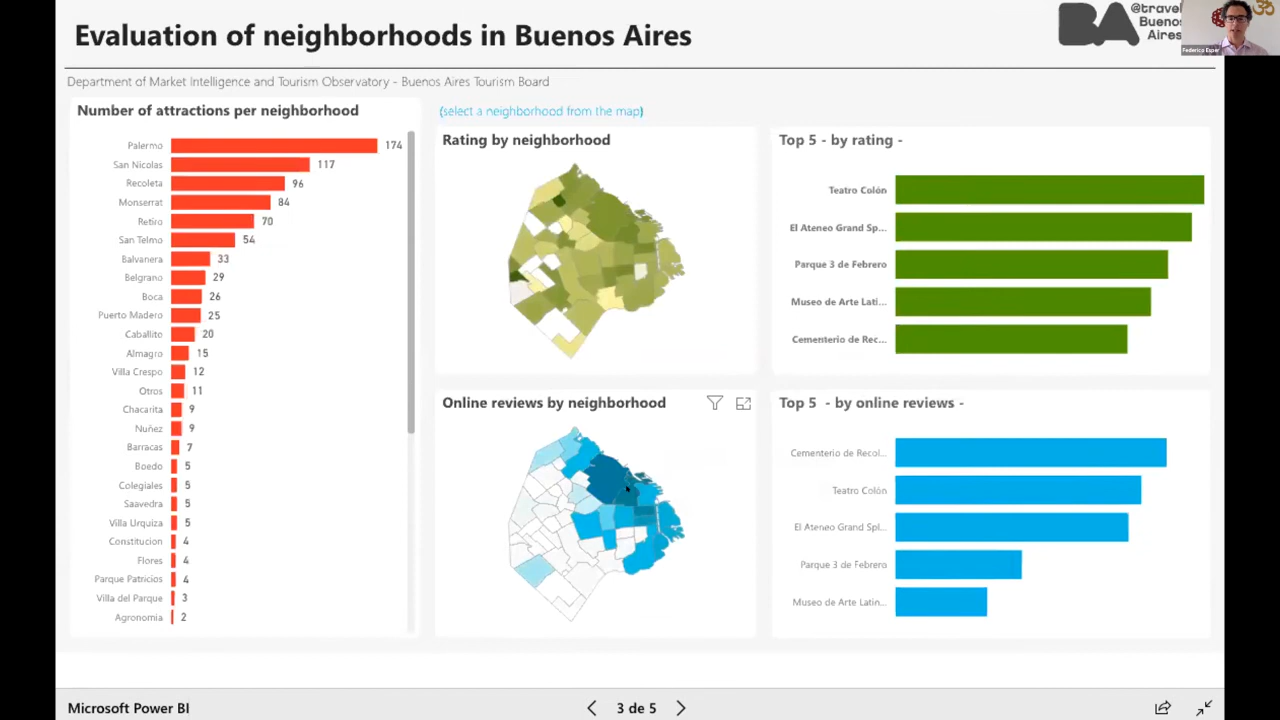 Evaluation of neighborhoods in Buenos Aires
BA
@travel
Buenos
Aires
Federico Esper
Department of Market Intelligence and Tourism Observatory - Buenos Aires Tourism Board
Number of attractions per neighborhood
Palermo 174
San Nicolas 117
Recoleta 96
Monserrat 84
Retiro 70
San Telmo 54
Balvanera 33
Belgrano 29
Boca 26
Puerto Madero 25
Caballito 20
Almagro 15
Villa Crespo 12
Otros 11
Chacarita 9
Nuñez 9
Barracas 7
Boedo 5
Colegiales 5
Saavedra 5
Villa Urquiza 5
Constitucion 4
Flores 4
Parque Patricios 4
Villa del Parque 3
Agronomia 2
(select a neighborhood from the map)
Rating by neighborhood
Online reviews by neighborhood
Top 5 - by rating -
Teatro Colón
El Ateneo Grand Sp...
Parque 3 de Febrero
Museo de Arte Lati...
Cementerio de Rec...
Top 5 - by online reviews -
Cementerio de Recol...
Teatro Colón
El Ateneo Grand Spl...
Parque 3 de Febrero
Museo de Arte Latin...
Microsoft Power BI
3 de 5